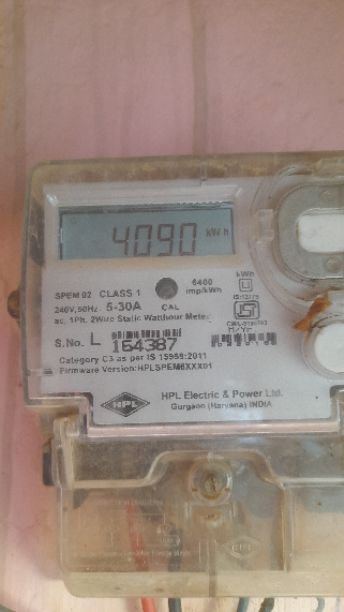 4090 kWh
SPEM 02 CLASS 1
6400 imp/kWh
kWh
240V, 50Hz, 5-30A CAL
ac, 1Ph, 2Wire Static Watthour Meter
S.No. L 164387
Category C3 as per IS 15959:2011
Firmware Version:HPLSPEM6XXX01
HPL
HPL Electric & Power Ltd.
Gurgaon (Haryana) INDIA
HPL